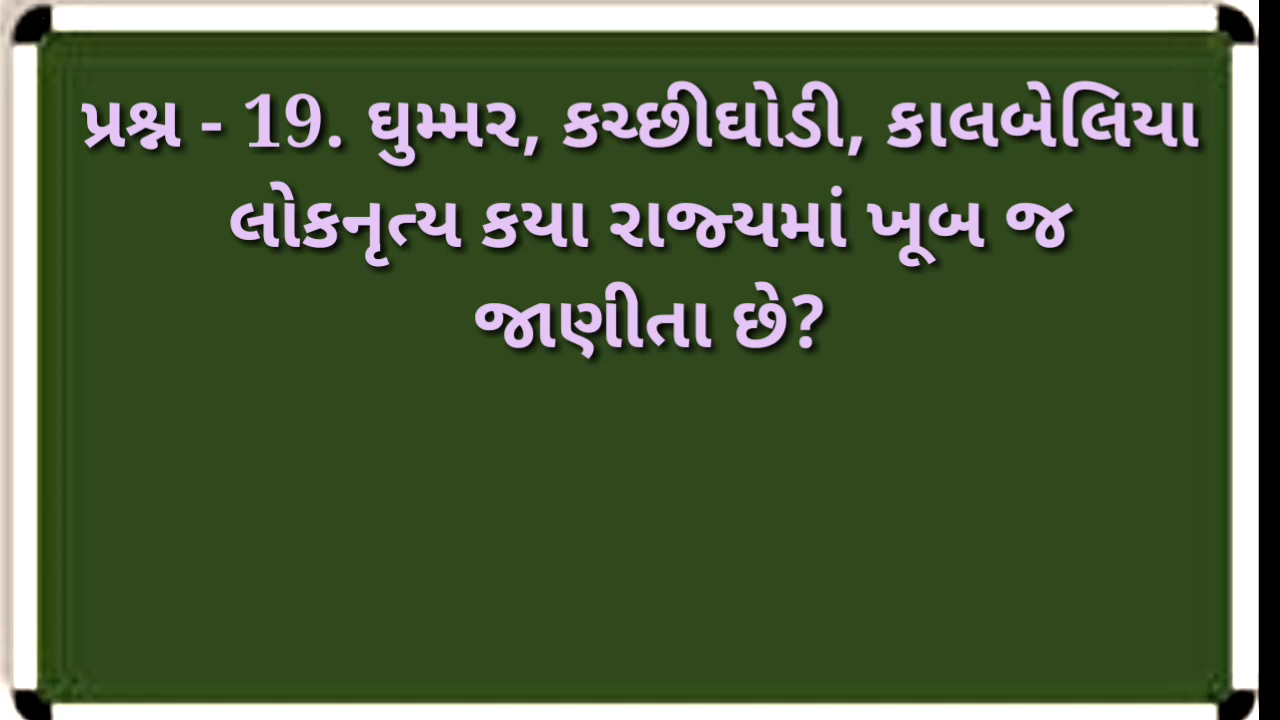 પ્રશ્ન - 19. ઘુમ્મર, કચ્છીઘોડી, કાલબેલિયા
લોકનૃત્ય કયા રાજ્યમાં ખૂબ જ
જાણીતા છે?